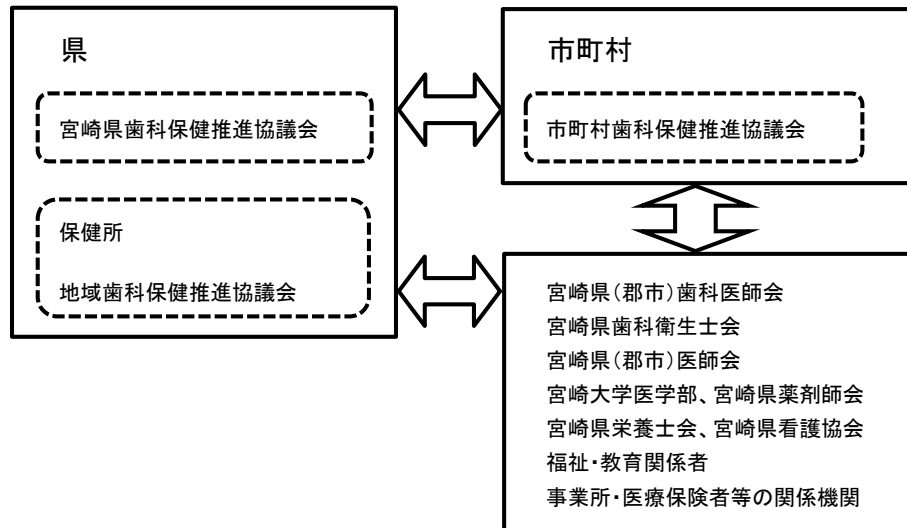 県
宮崎県歯科保健推進協議会
保健所
地域歯科保健推進協議会
市町村
市町村歯科保健推進協議会
宮崎県（郡市）歯科医師会
宮崎県歯科衛生士会
宮崎県（郡市）医師会
宮崎大学医学部、宮崎県薬剤師会
宮崎県栄養士会、宮崎県看護協会
福祉・教育関係者
事業所・医療保険者等の関係機関